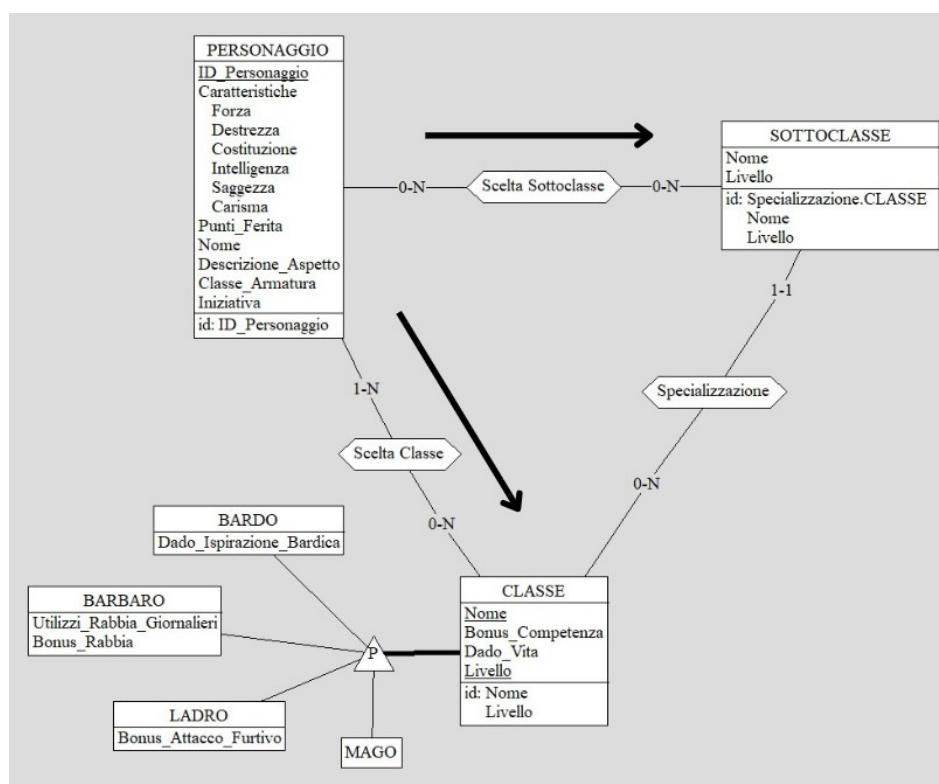 PERSONAGGIO
ID_Personaggio
Caratteristiche
Forza
Destrezza
Costituzione
Intelligenza
Saggezza
Carisma
Punti_Ferita
Nome
Descrizione_Aspetto
Classe_Armatura
Iniziativa
id: ID_Personaggio
0-N
Scelta Sottoclasse
0-N
SOTTOCLASSE
Nome
Livello
id: Specializzazione.CLASSE
Nome
Livello
1-1
Specializzazione
0-N
1-N
Scelta Classe
0-N
BARDO
Dado_Ispirazione_Bardica
BARBARO
Utilizzi_Rabbia_Giornalieri
Bonus_Rabbia
P
LADRO
Bonus_Attacco_Furtivo
MAGO
CLASSE
Nome
Bonus_Competenza
Dado_Vita
Livello
id: Nome
Livello